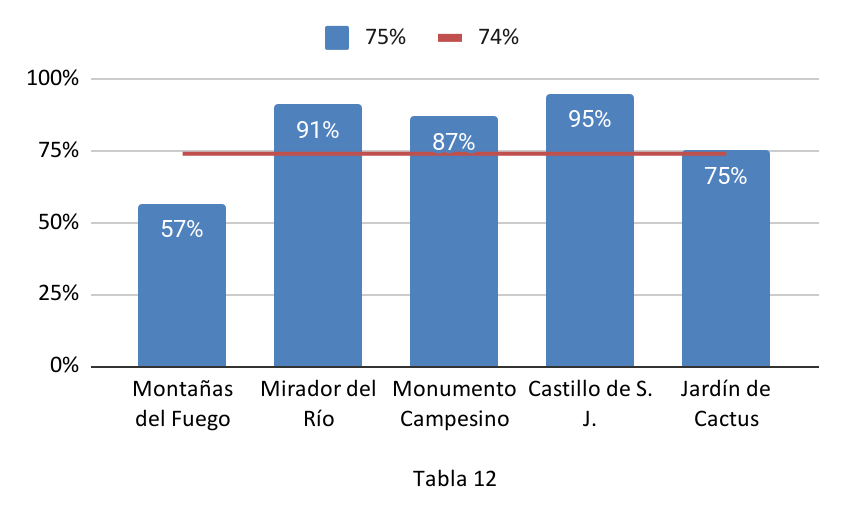 75% 74%
100%
75%
50%
25%
0%
57%
91%
87%
95%
75%
Montañas
del Fuego
Mirador del
Río
Monumento
Campesino
Castillo de S.
J.
Jardín de
Cactus
Tabla 12